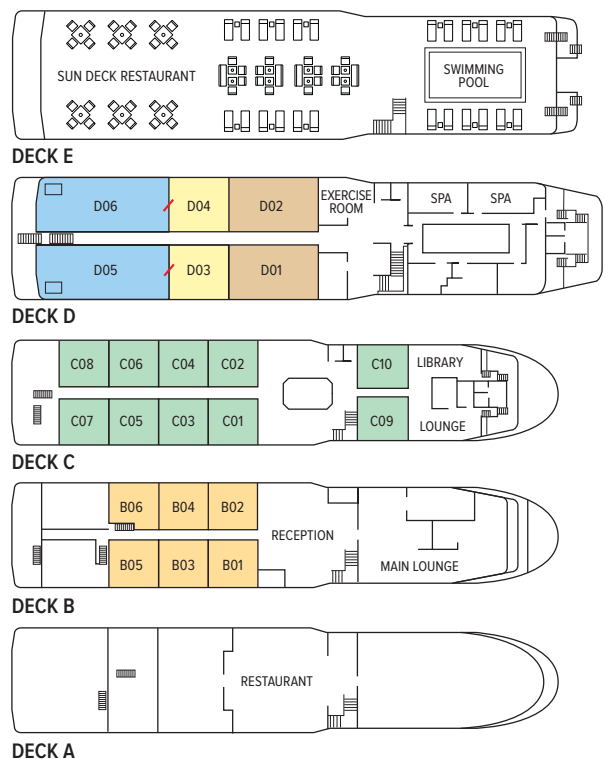 SUN DECK RESTAURANT
SWIMMING
POOL
DECK E
D06
D04
D02
EXERCISE
ROOM
SPA
SPA
D05
D03
D01
DECK D
C08
C06
C04
C02
C10
LIBRARY
C07
C05
C03
C01
C09
LOUNGE
DECK C
B06
B04
B02
RECEPTION
B05
B03
B01
MAIN LOUNGE
DECK B
RESTAURANT
DECK A